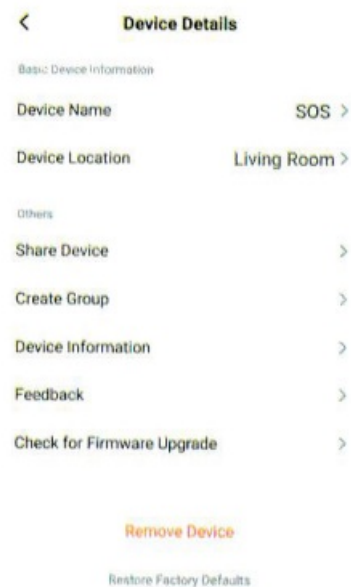 Device Details
Basic Device Information
Device Name SOS >
Device Location Living Room >
Others
Share Device >
Create Group >
Device Information >
Feedback >
Check for Firmware Upgrade >
Remove Device
Restore Factory Defaults